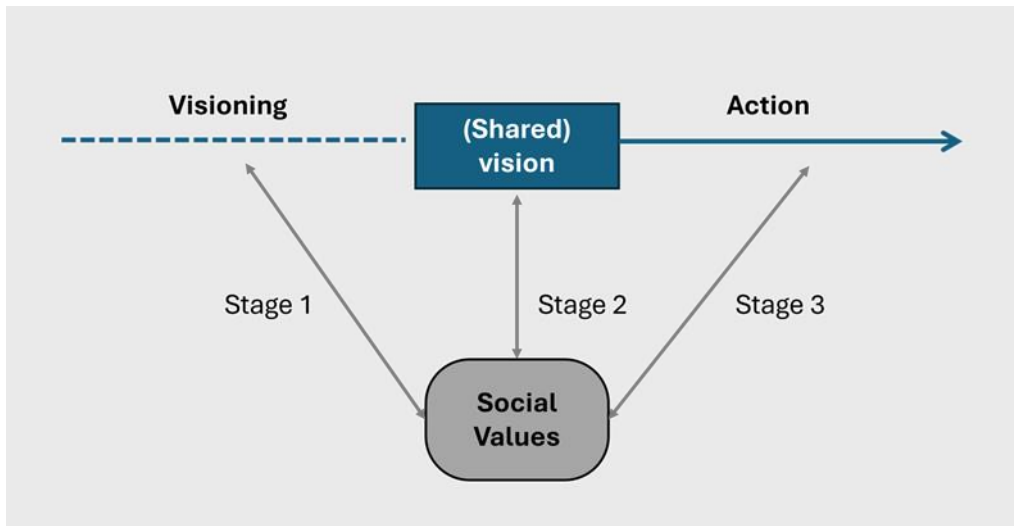 Visioning
(Shared)
vision
Action
Stage 1
Stage 2
Stage 3
Social
Values